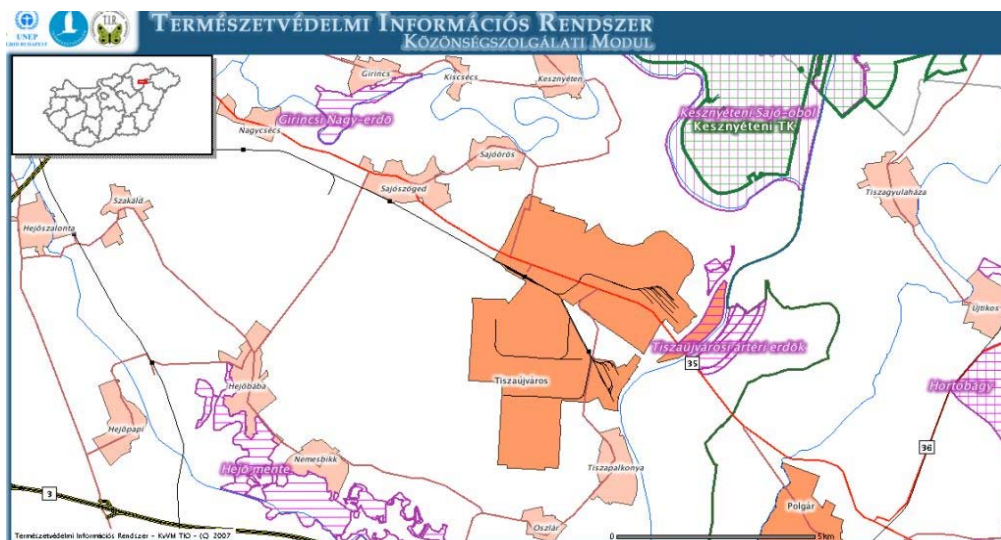 UNEP
T.I.R.
TERMÉSZETVÉDELMI INFORMÁCIÓS RENDSZER
KÖZÖNSÉGSZOLGÁLATI MODUL
Girincs
Kiscsécs
Kesznyéten
Girincsi Nagy-erdő
Nagycsécs
Kesznyéteni Sajó-öböl
Kesznyéteni TK
Sajóörös
Sajószöged
Tiszagyulaháza
Szakáld
Hejőszalonta
Újtikos
Tiszaújvárosi ártéri erdők
35
Tiszaújváros
Hejőbába
Hortobágy
Hejőpapi
Nemesbikk
Hejő mente
Tiszapalkonya
36
3
Polgár
Oszlár
Természetvédelmi Információs Rendszer - KvVM TIO - (C) 2007
0
5km